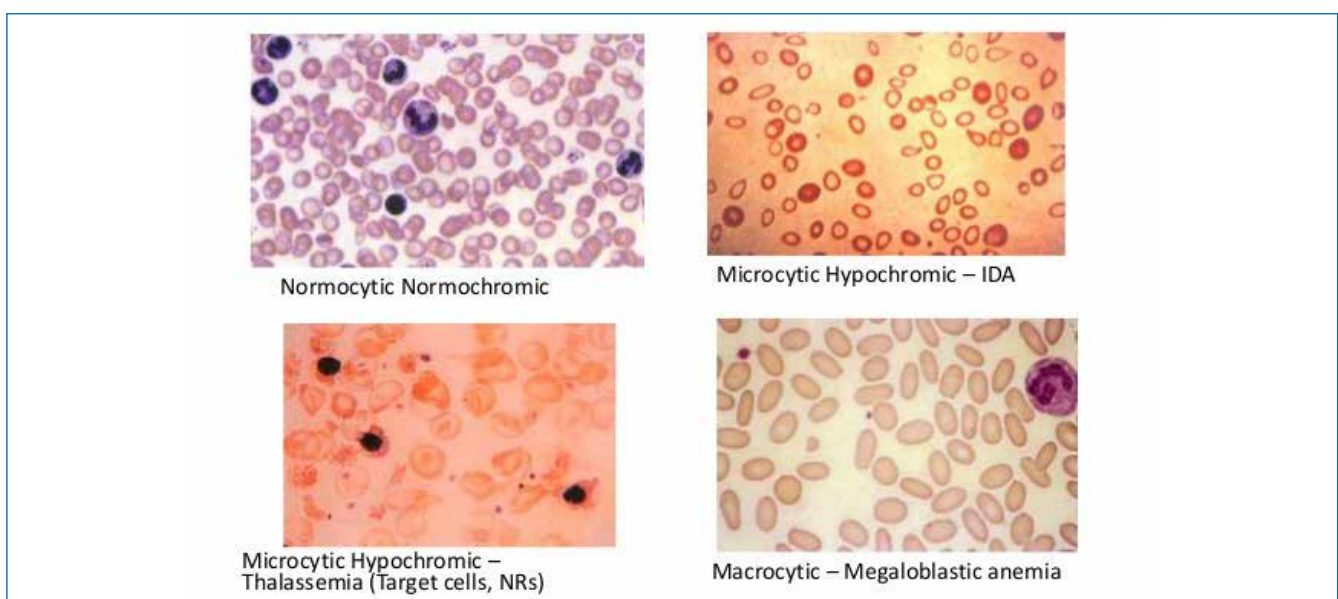 Normocytic Normochromic
Microcytic Hypochromic – IDA
Microcytic Hypochromic –
Thalassemia (Target cells, NRs)
Macrocytic – Megaloblastic anemia